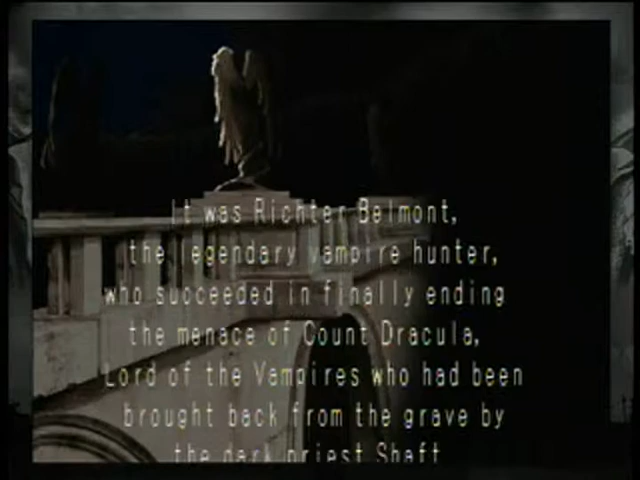 It was Richter Belmont,
the legendary vampire hunter,
who succeeded in finally ending
the menace of Count Dracula,
Lord of the Vampires who had been
brought back from the grave by
the dark priest Shaft